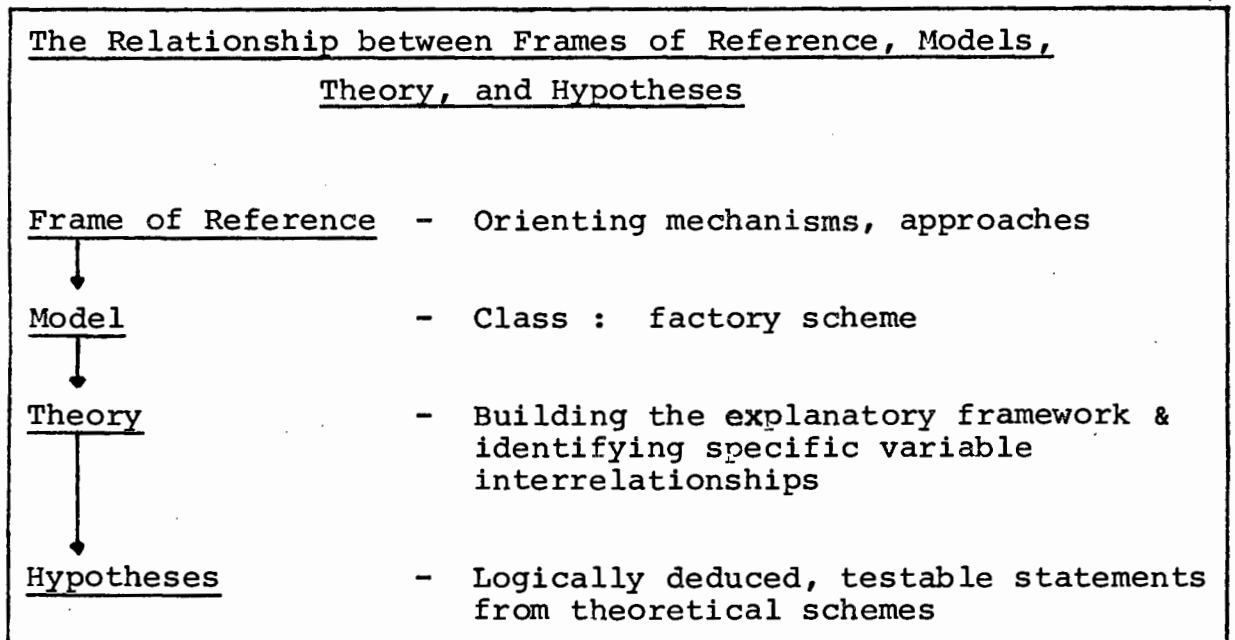 The Relationship between Frames of Reference, Models,
Theory, and Hypotheses
Frame of Reference - Orienting mechanisms, approaches
Model - Class : factory scheme
Theory - Building the explanatory framework &
identifying specific variable
interrelationships
Hypotheses - Logically deduced, testable statements
from theoretical schemes